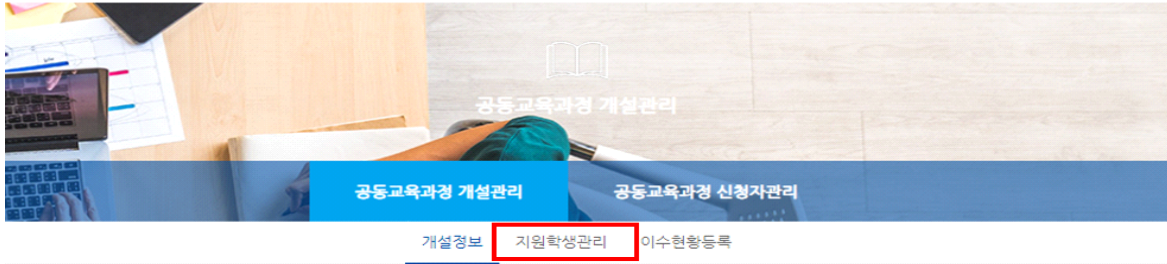 공동교육과정 개설관리
공동교육과정 개설관리 공동교육과정 신청자관리
개설정보 지원학생관리 이수현황등록